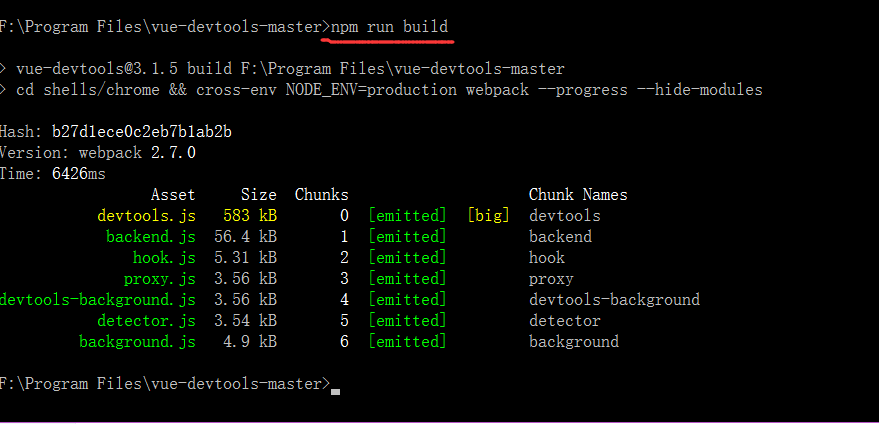 F:\Program Files\vue-devtools-master>npm run build
> vue-devtools@3.1.5 build F:\Program Files\vue-devtools-master
> cd shells/chrome && cross-env NODE_ENV=production webpack --progress --hide-modules
Hash: b27d1ece0c2eb7b1ab2b
Version: webpack 2.7.0
Time: 6426ms
Asset Size Chunks Chunk Names
devtools.js 583 kB 0 [emitted] [big] devtools
backend.js 56.4 kB 1 [emitted] backend
hook.js 5.31 kB 2 [emitted] hook
proxy.js 3.56 kB 3 [emitted] proxy
devtools-background.js 3.56 kB 4 [emitted] devtools-background
detector.js 3.54 kB 5 [emitted] detector
background.js 4.9 kB 6 [emitted] background
F:\Program Files\vue-devtools-master>